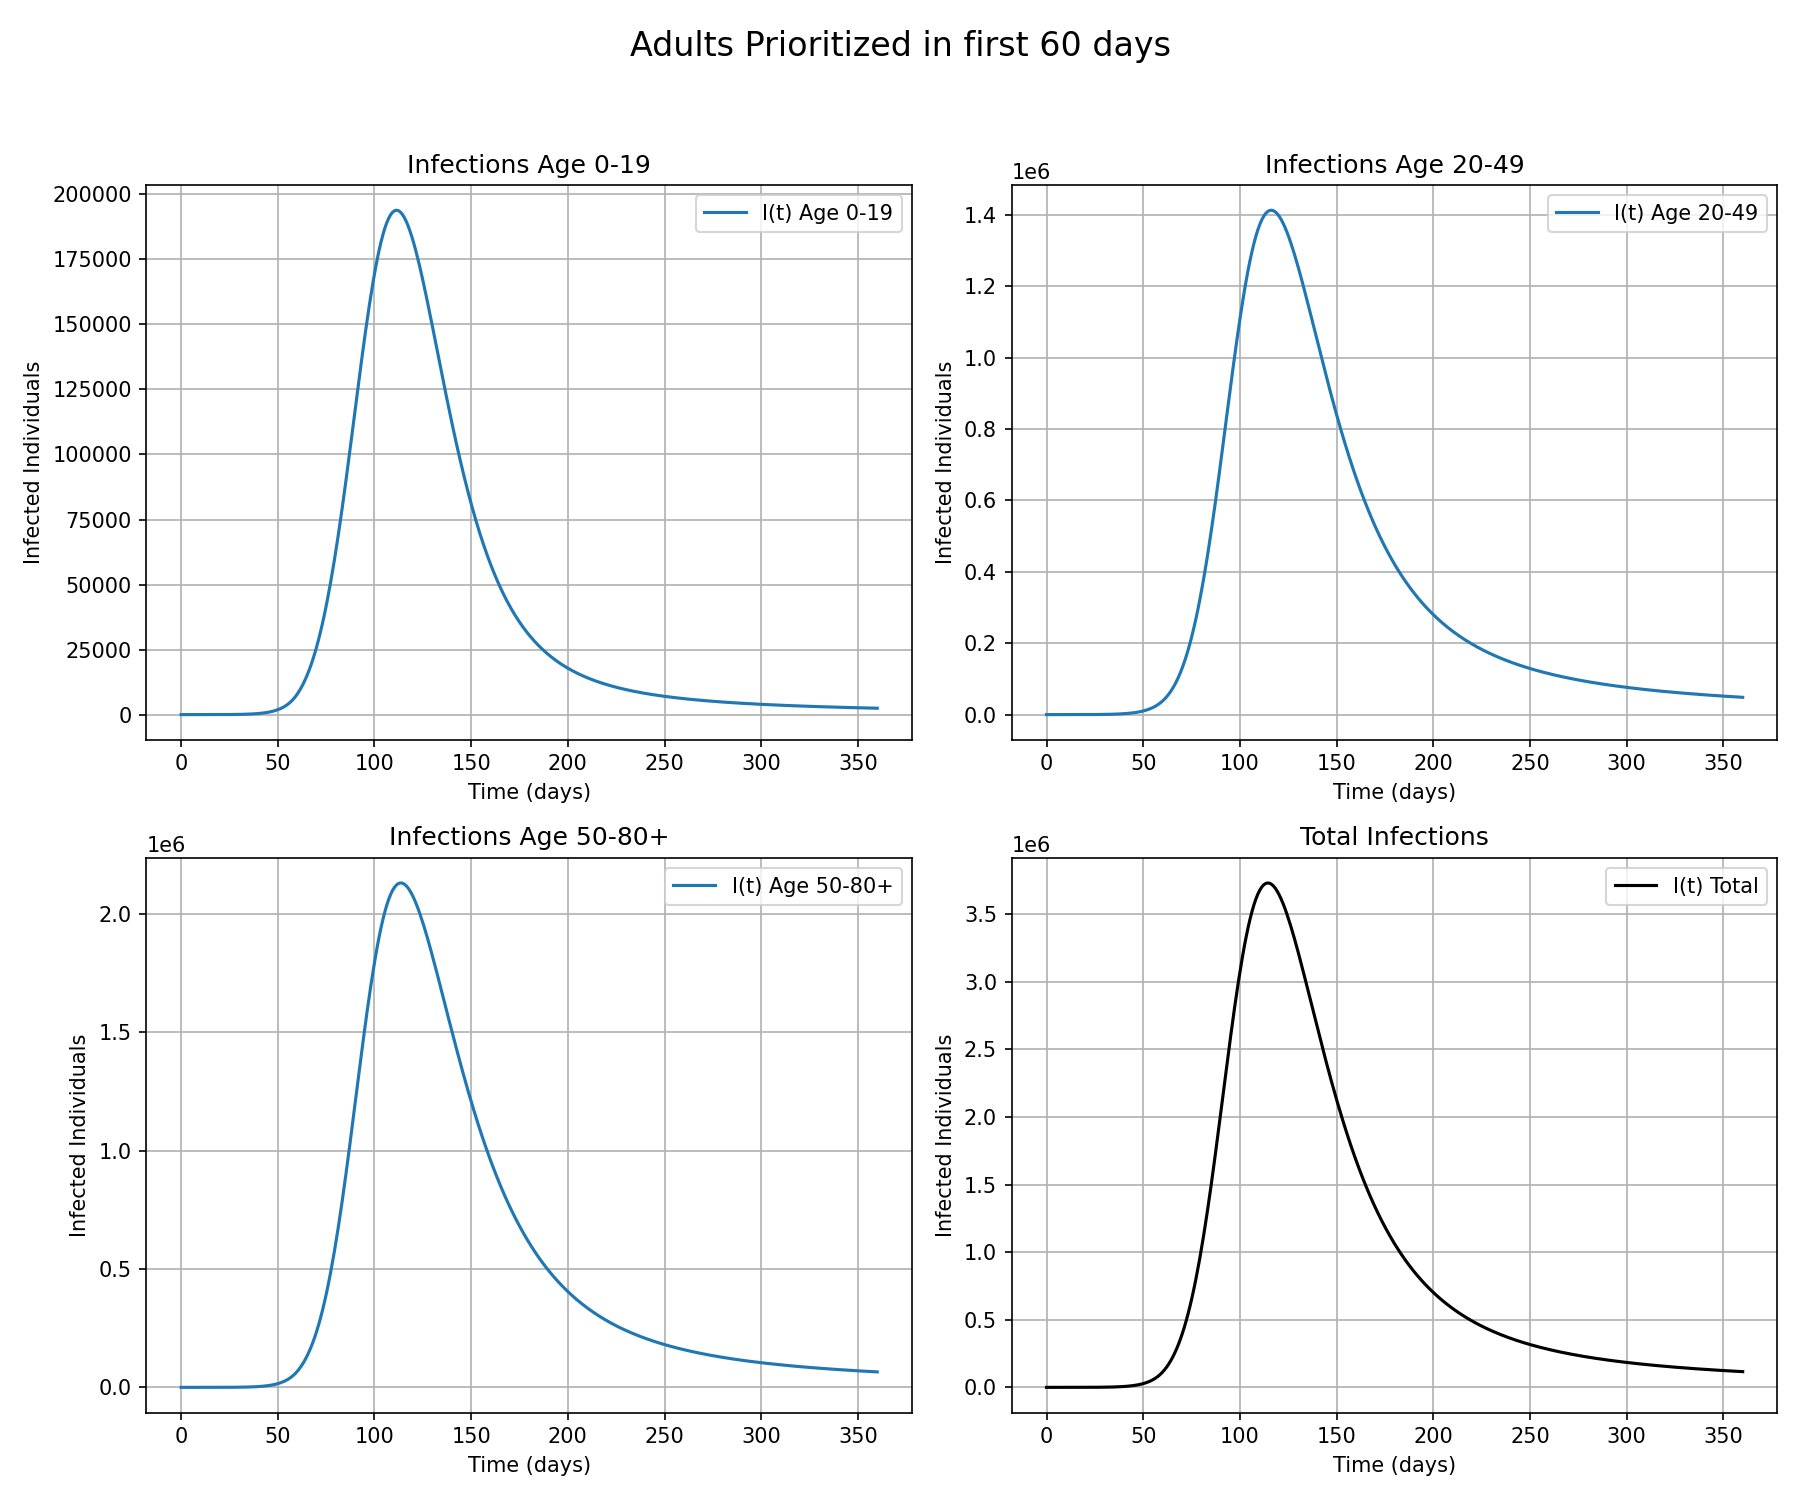 Adults Prioritized in first 60 days
Infections Age 0-19
200000
175000
150000
125000
100000
75000
50000
25000
0
Infected Individuals
I(t) Age 0-19
0 50 100 150 200 250 300 350
Time (days)
Infections Age 20-49
1e6
1.4
1.2
1.0
0.8
0.6
0.4
0.2
0.0
Infected Individuals
I(t) Age 20-49
0 50 100 150 200 250 300 350
Time (days)
Infections Age 50-80+
1e6
2.0
1.5
1.0
0.5
0.0
Infected Individuals
I(t) Age 50-80+
0 50 100 150 200 250 300 350
Time (days)
Total Infections
1e6
3.5
3.0
2.5
2.0
1.5
1.0
0.5
0.0
Infected Individuals
I(t) Total
0 50 100 150 200 250 300 350
Time (days)